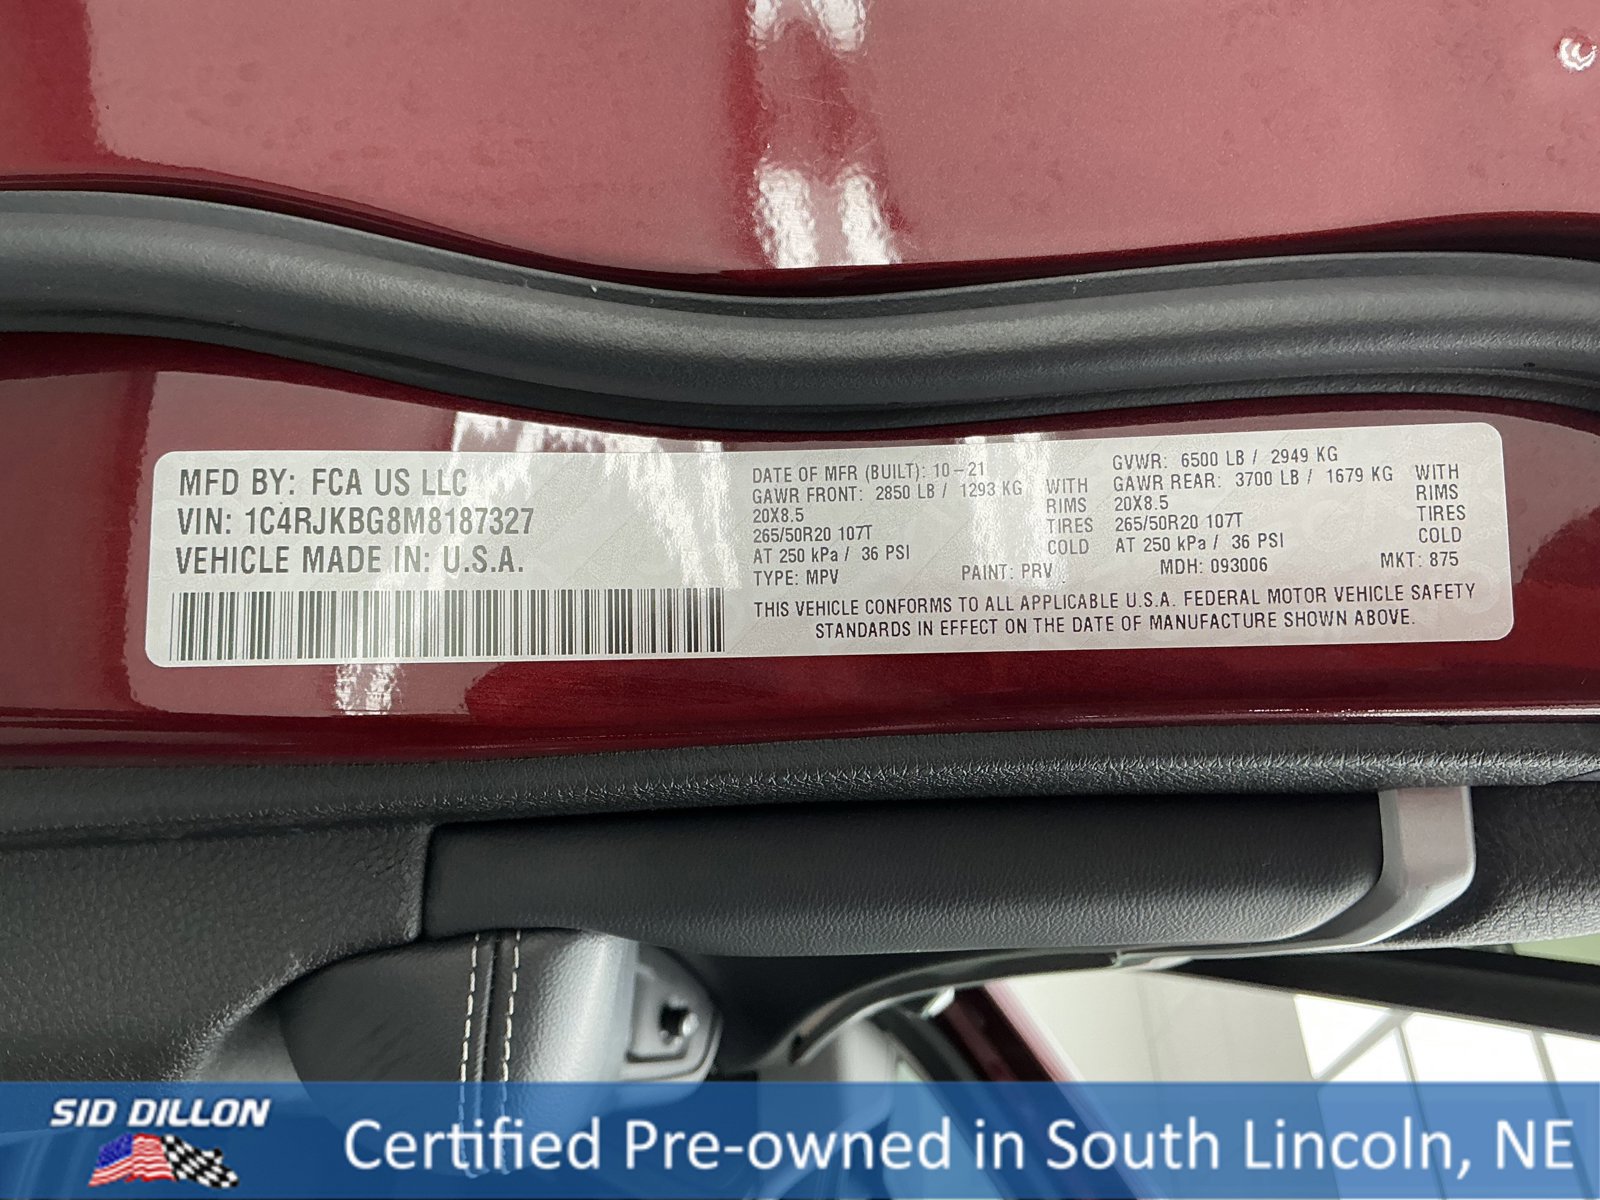 MFD BY: FCA US LLC
VIN: 1C4RJKBG8M8187327
VEHICLE MADE IN: U.S.A.
DATE OF MFR (BUILT): 10-21
GAWR FRONT: 2850 LB / 1293 KG WITH
20X8.5 RIMS
265/50R20 107T TIRES
AT 250 kPa / 36 PSI COLD
TYPE: MPV PAINT: PRV
GVWR: 6500 LB / 2949 KG
GAWR REAR: 3700 LB / 1679 KG WITH
20X8.5 RIMS
265/50R20 107T TIRES
AT 250 kPa / 36 PSI COLD
MDH: 093006 MKT: 875
THIS VEHICLE CONFORMS TO ALL APPLICABLE U.S.A. FEDERAL MOTOR VEHICLE SAFETY
STANDARDS IN EFFECT ON THE DATE OF MANUFACTURE SHOWN ABOVE.
SID DILLON
Certified Pre-owned in South Lincoln, NE